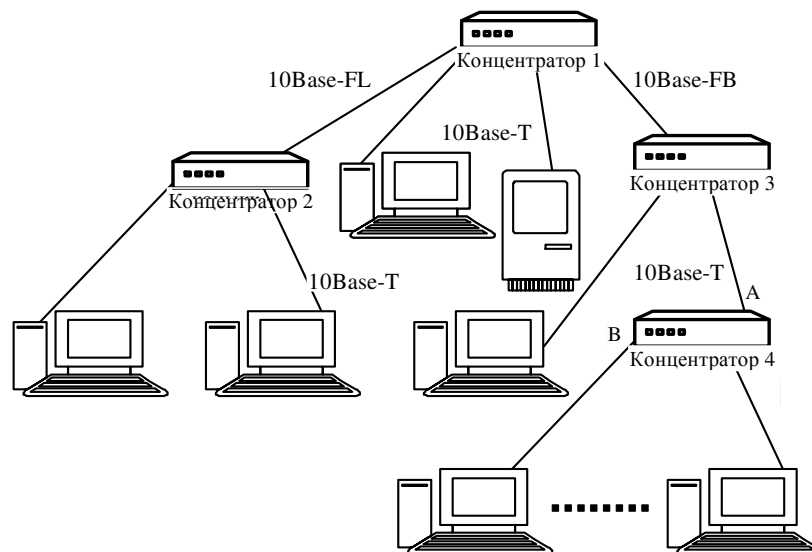 Концентратор 1
10Base-FL
10Base-FB
10Base-T
Концентратор 3
Концентратор 2
10Base-T
10Base-T
A
B
Концентратор 4